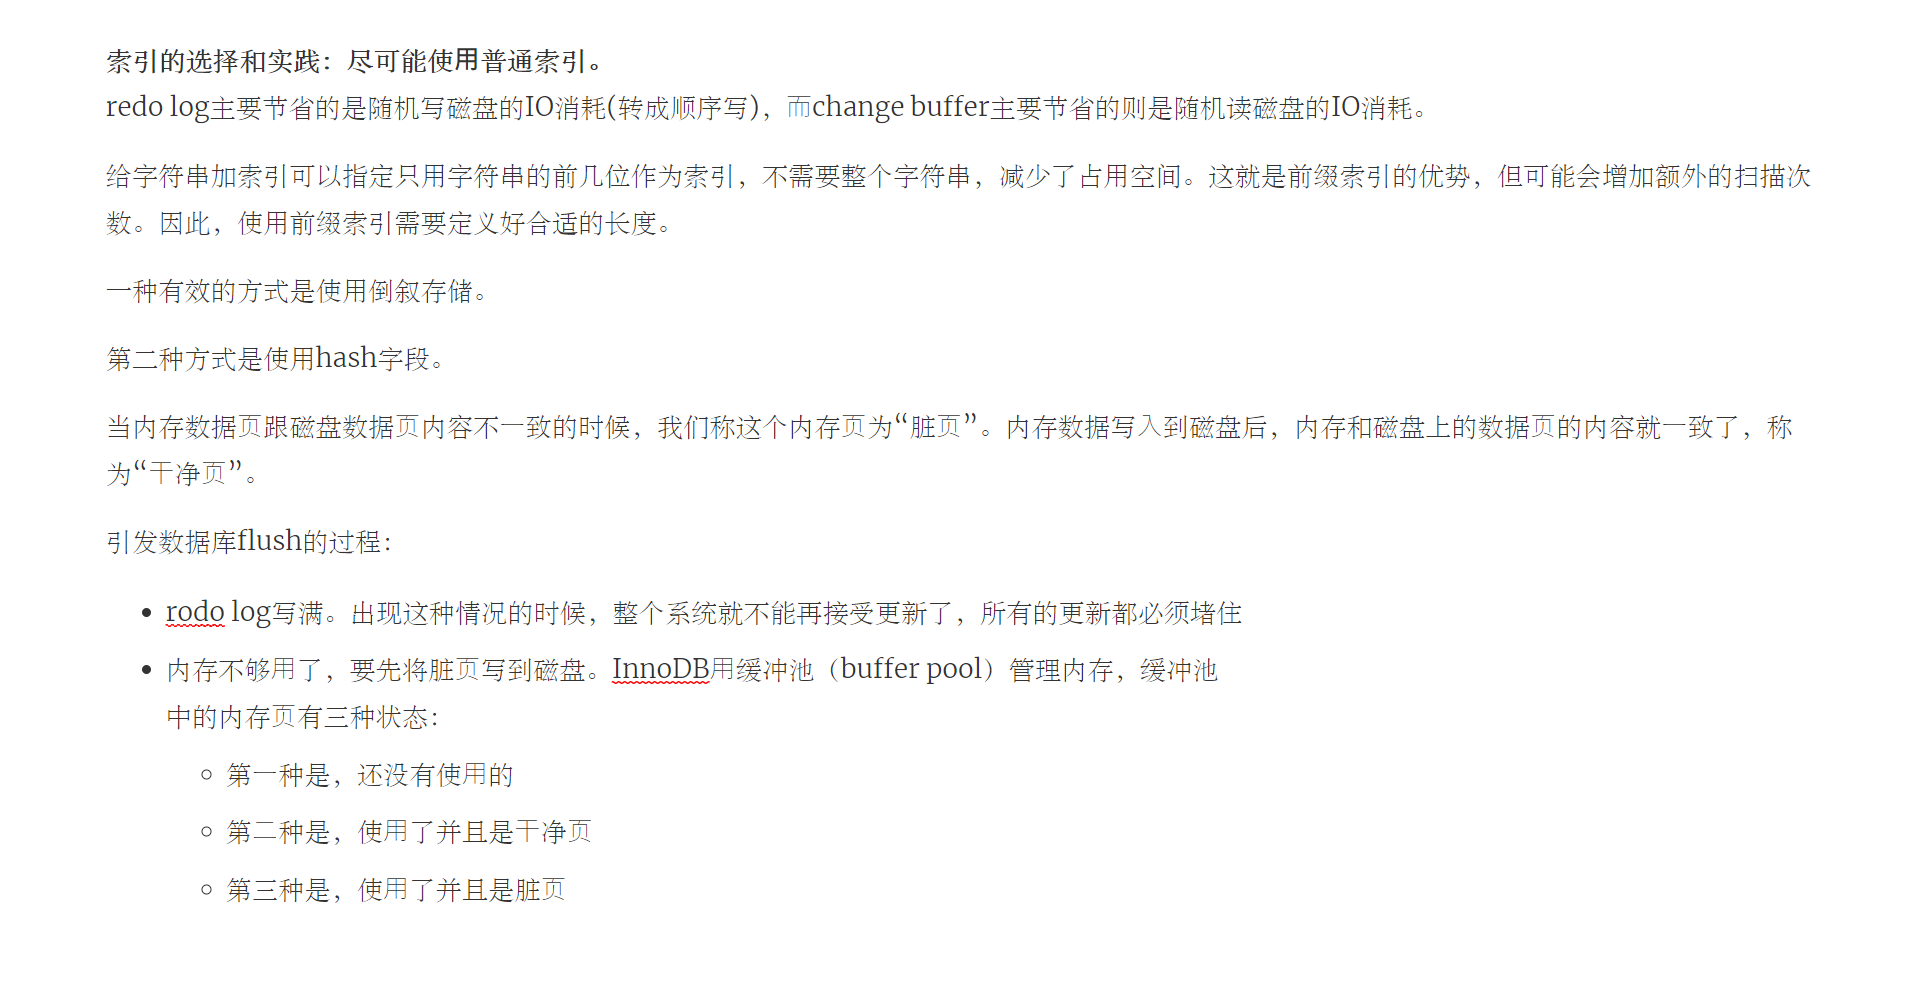 索引的选择和实践：尽可能使用普通索引。
redo log主要节省的是随机写磁盘的IO消耗(转成顺序写)，而change buffer主要节省的则是随机读磁盘的IO消耗。
给字符串加索引可以指定只用字符串的前几位作为索引，不需要整个字符串，减少了占用空间。这就是前缀索引的优势，但可能会增加额外的扫描次
数。因此，使用前缀索引需要定义好合适的长度。
一种有效的方式是使用倒叙存储。
第二种方式是使用hash字段。
当内存数据页跟磁盘数据页内容不一致的时候，我们称这个内存页为“脏页”。内存数据写入到磁盘后，内存和磁盘上的数据页的内容就一致了，称
为“干净页”。
引发数据库flush的过程：
rodo log写满。出现这种情况的时候，整个系统就不能再接受更新了，所有的更新都必须堵住
内存不够用了，要先将脏页写到磁盘。InnoDB用缓冲池（buffer pool）管理内存，缓冲池
中的内存页有三种状态：
第一种是，还没有使用的
第二种是，使用了并且是干净页
第三种是，使用了并且是脏页